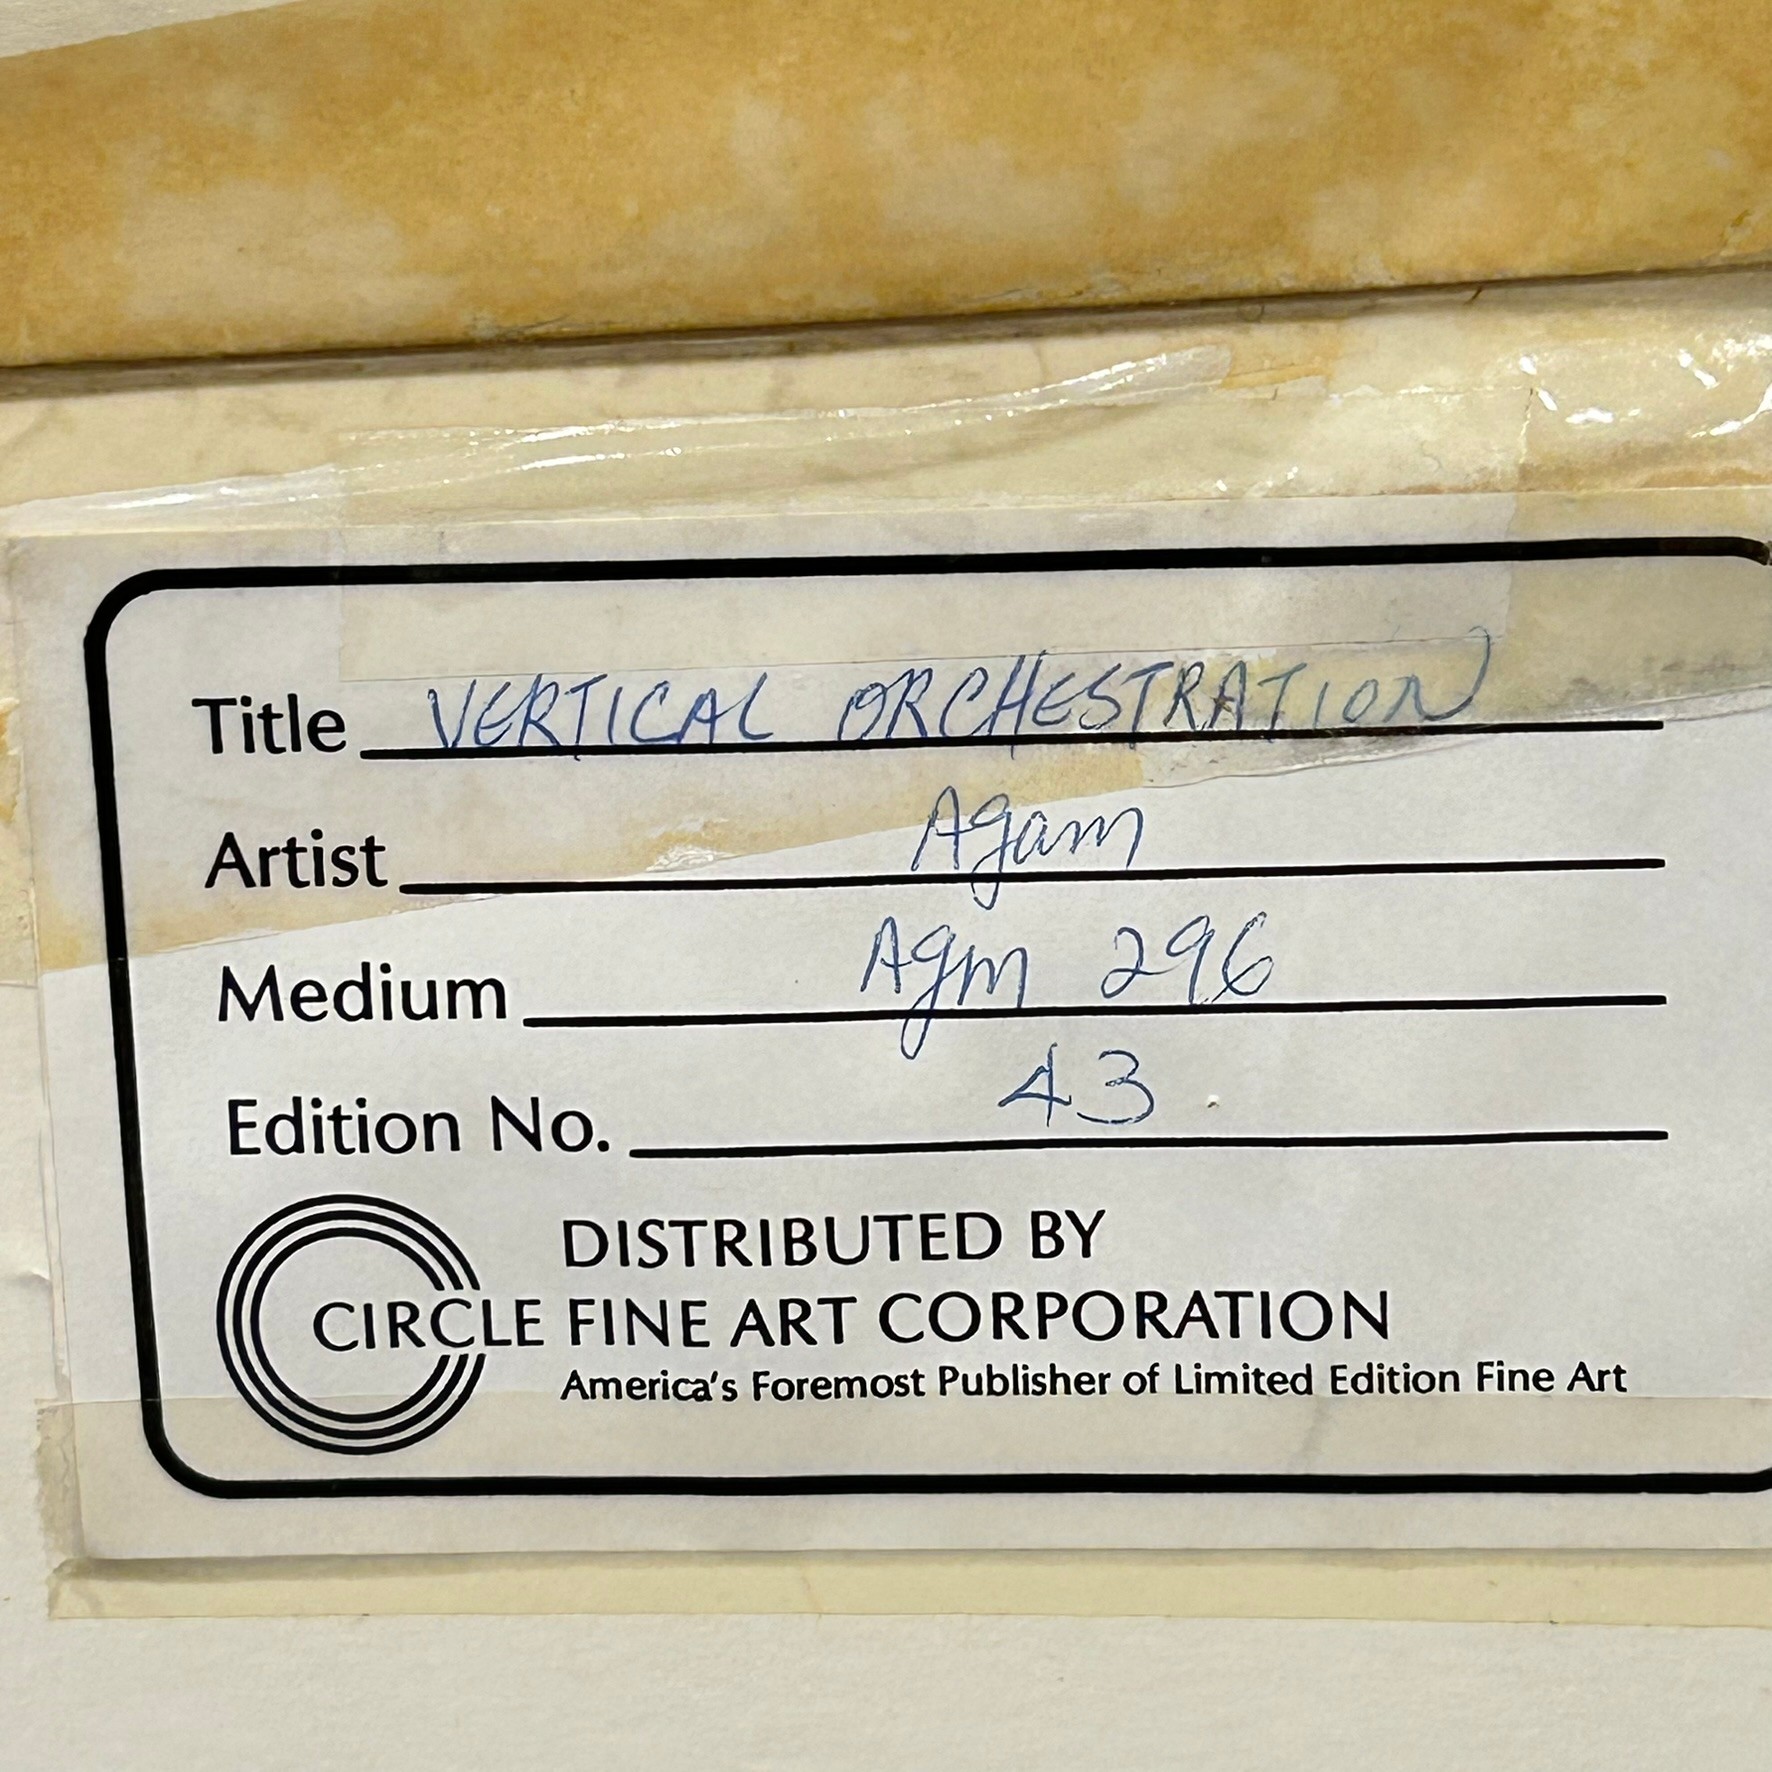 Title VERTICAL ORCHESTRATION
Artist Agam
Medium Agm 296
Edition No. 43
DISTRIBUTED BY
CIRCLE FINE ART CORPORATION
America's Foremost Publisher of Limited Edition Fine Art